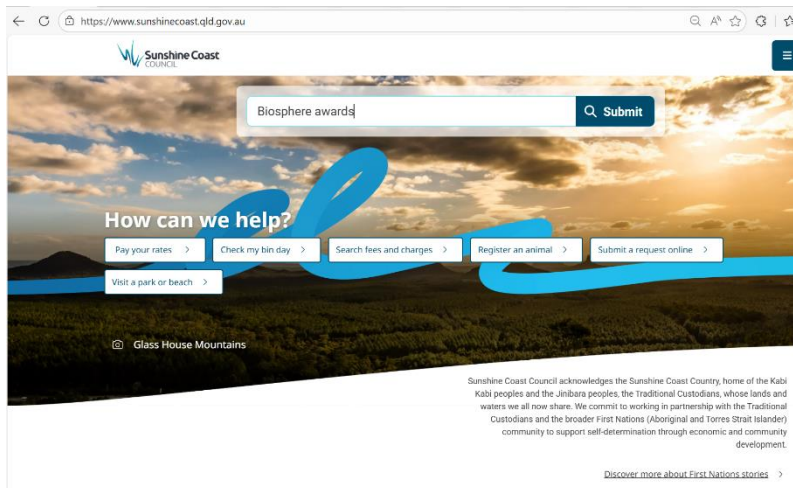 https://www.sunshinecoast.qld.gov.au
Sunshine Coast
COUNCIL
Biosphere awards
Submit
How can we help?
Pay your rates
Check my bin day
Search fees and charges
Register an animal
Submit a request online
Visit a park or beach
Glass House Mountains
Sunshine Coast Council acknowledges the Sunshine Coast Country, home of the Kabi
Kabi peoples and the Jinibara peoples, the Traditional Custodians, whose lands and
waters we all now share. We commit to working in partnership with the Traditional
Custodians and the broader First Nations (Aboriginal and Torres Strait Islander)
community to support self-determination through economic and community
development.
Discover more about First Nations stories